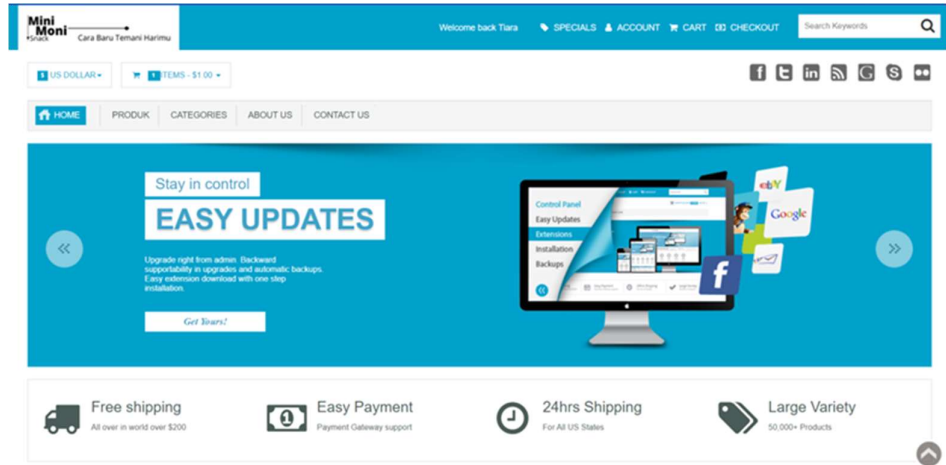 Mini
Moni
Snack
Cara Baru Temani Harimu
Welcome back Tiara
SPECIALS
ACCOUNT
CART
CHECKOUT
Search Keywords
$ US DOLLAR
1 ITEMS - $1.00
HOME
PRODUK
CATEGORIES
ABOUT US
CONTACT US
Stay in control
EASY UPDATES
Upgrade right from admin. Backward
supportability in upgrades and automatic backups.
Easy extension download with one step
installation.
Get Yours!
Control Panel
Easy Updates
Extensions
Installation
Backups
ebY
Google
f
Free shipping
All over in world over $200
Easy Payment
Payment Gateway support
24hrs Shipping
For All US States
Large Variety
50,000+ Products